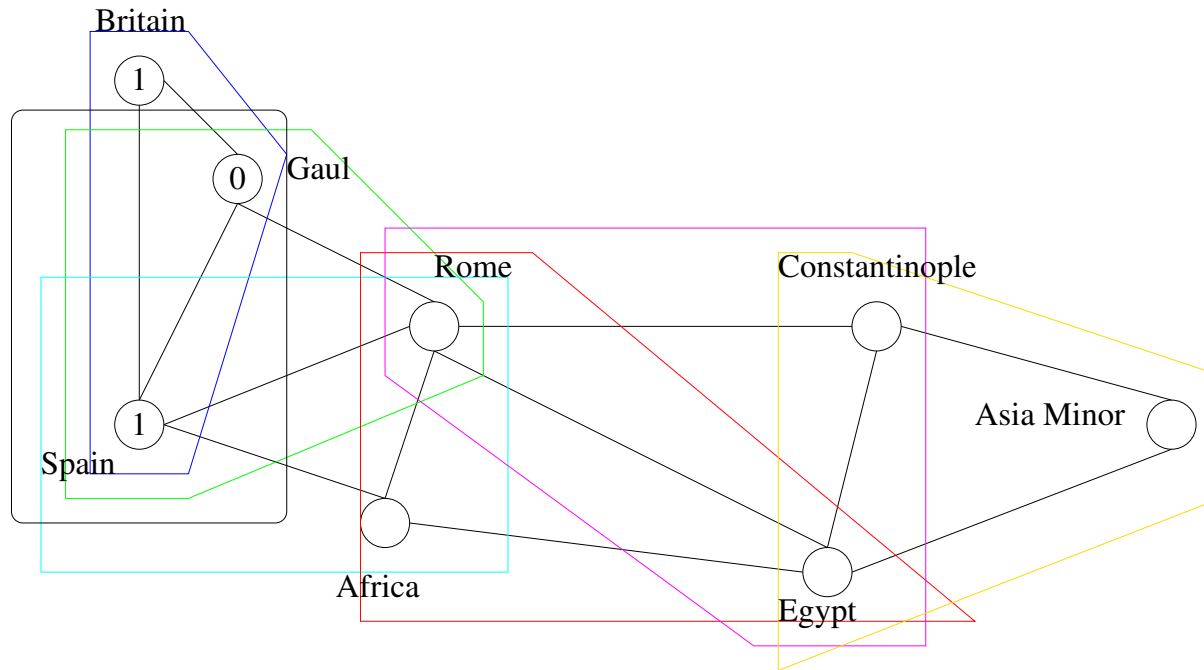 Britain
1
0
Gaul
Rome
Constantinople
Asia Minor
1
Spain
Africa
Egypt